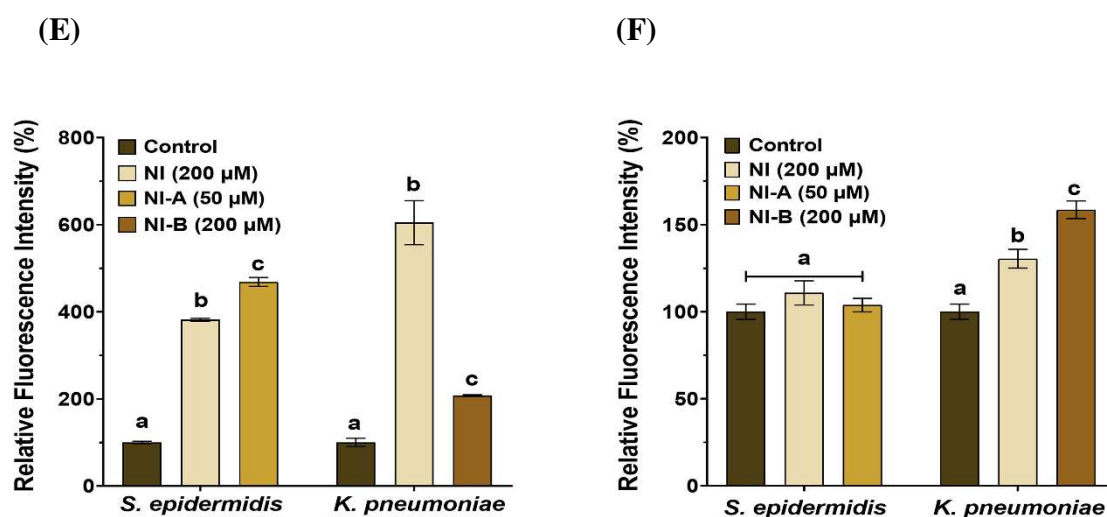 (E)
(F)
Relative Fluorescence Intensity (%)
800
600
400
200
0
Control
NI (200 µM)
NI-A (50 µM)
NI-B (200 µM)
a
b
c
a
b
c
S. epidermidis
K. pneumoniae
Relative Fluorescence Intensity (%)
200
150
100
50
0
Control
NI (200 µM)
NI-A (50 µM)
NI-B (200 µM)
a
a
b
c
S. epidermidis
K. pneumoniae